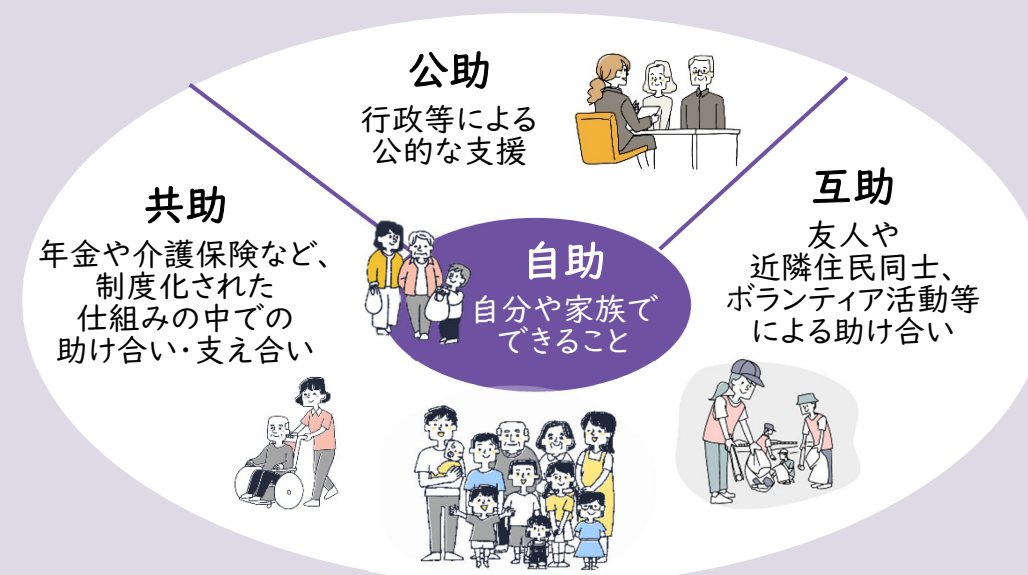 公助
行政等による
公的な支援
共助
年金や介護保険など、
制度化された
仕組みの中での
助け合い・支え合い
自助
自分や家族で
できること
互助
友人や
近隣住民同士、
ボランティア活動等
による助け合い